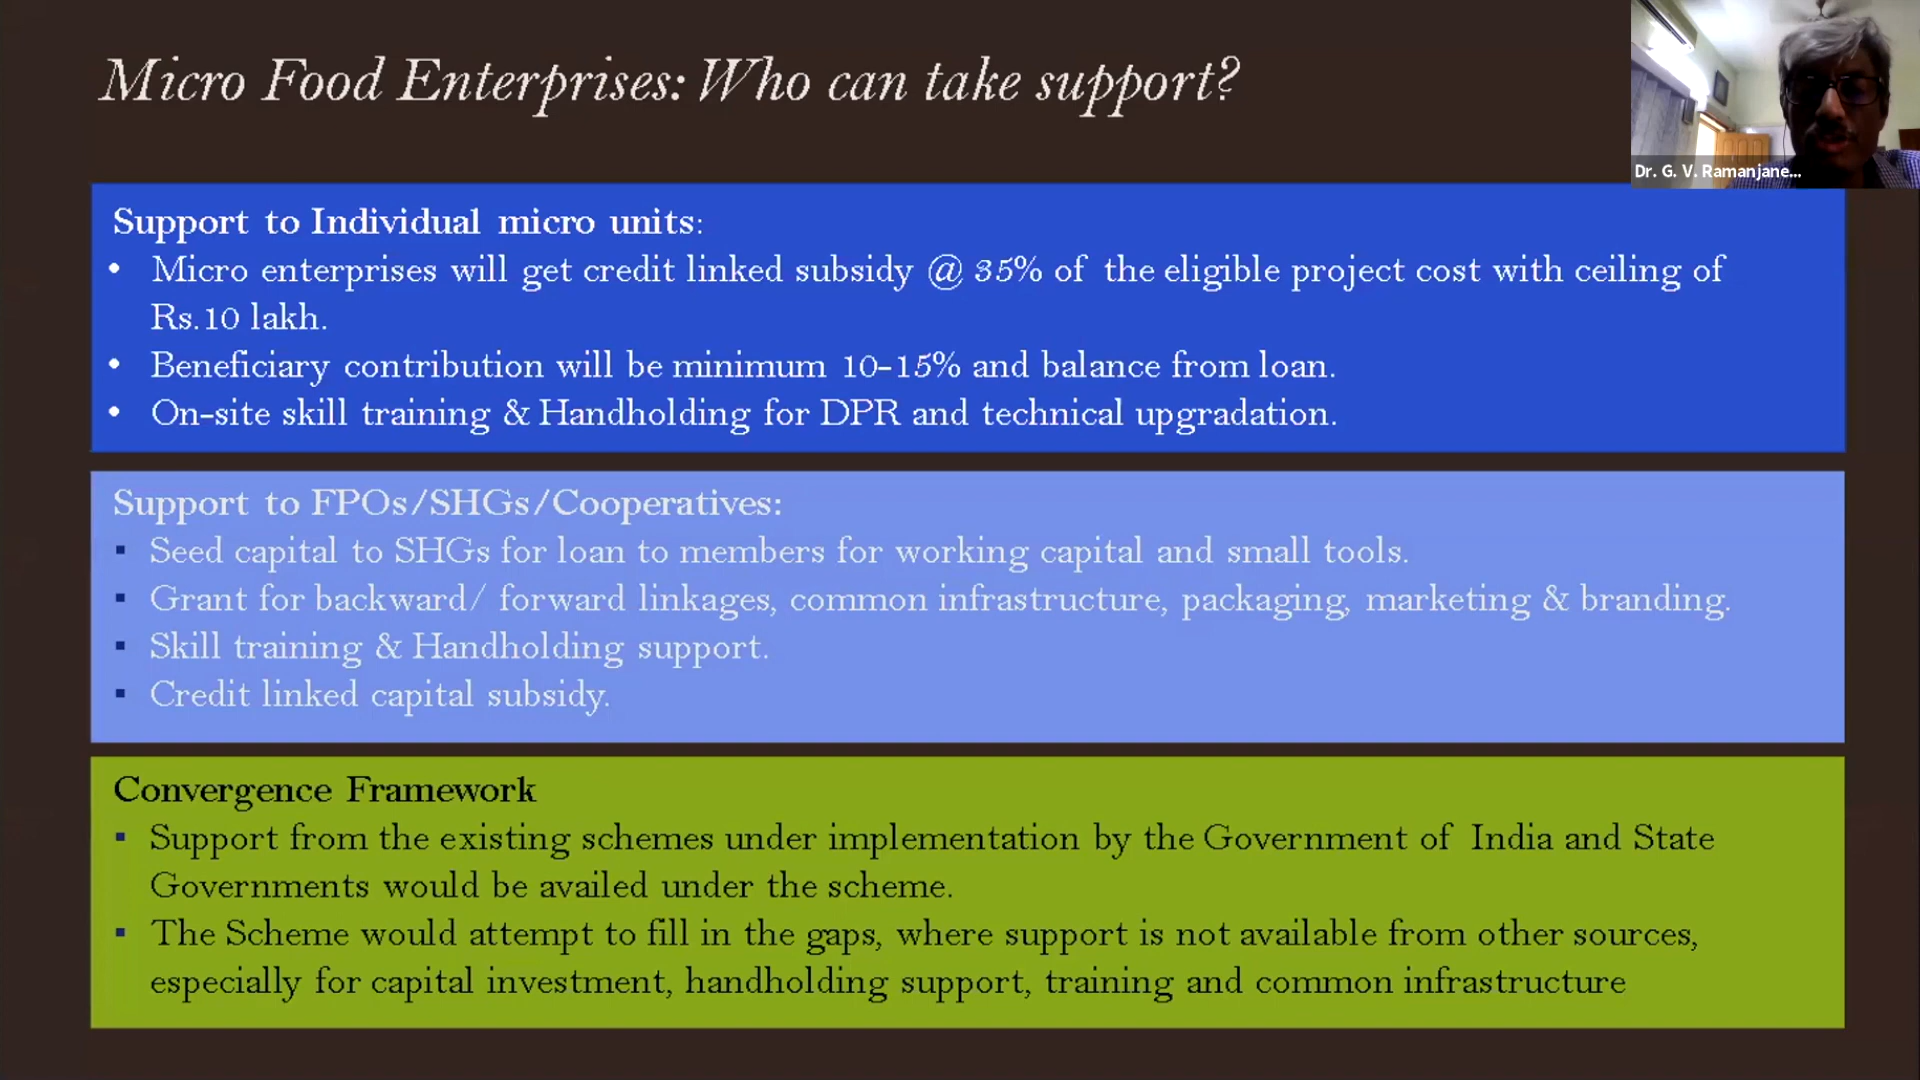 Micro Food Enterprises: Who can take support?
Dr. G. V. Ramanjane...
Support to Individual micro units:
• Micro enterprises will get credit linked subsidy @ 35% of the eligible project cost with ceiling of
Rs.10 lakh.
• Beneficiary contribution will be minimum 10-15% and balance from loan.
• On-site skill training & Handholding for DPR and technical upgradation.
Support to FPOs/SHGs/Cooperatives:
▪ Seed capital to SHGs for loan to members for working capital and small tools.
▪ Grant for backward/ forward linkages, common infrastructure, packaging, marketing & branding.
▪ Skill training & Handholding support.
▪ Credit linked capital subsidy.
Convergence Framework
▪ Support from the existing schemes under implementation by the Government of India and State
Governments would be availed under the scheme.
▪ The Scheme would attempt to fill in the gaps, where support is not available from other sources,
especially for capital investment, handholding support, training and common infrastructure